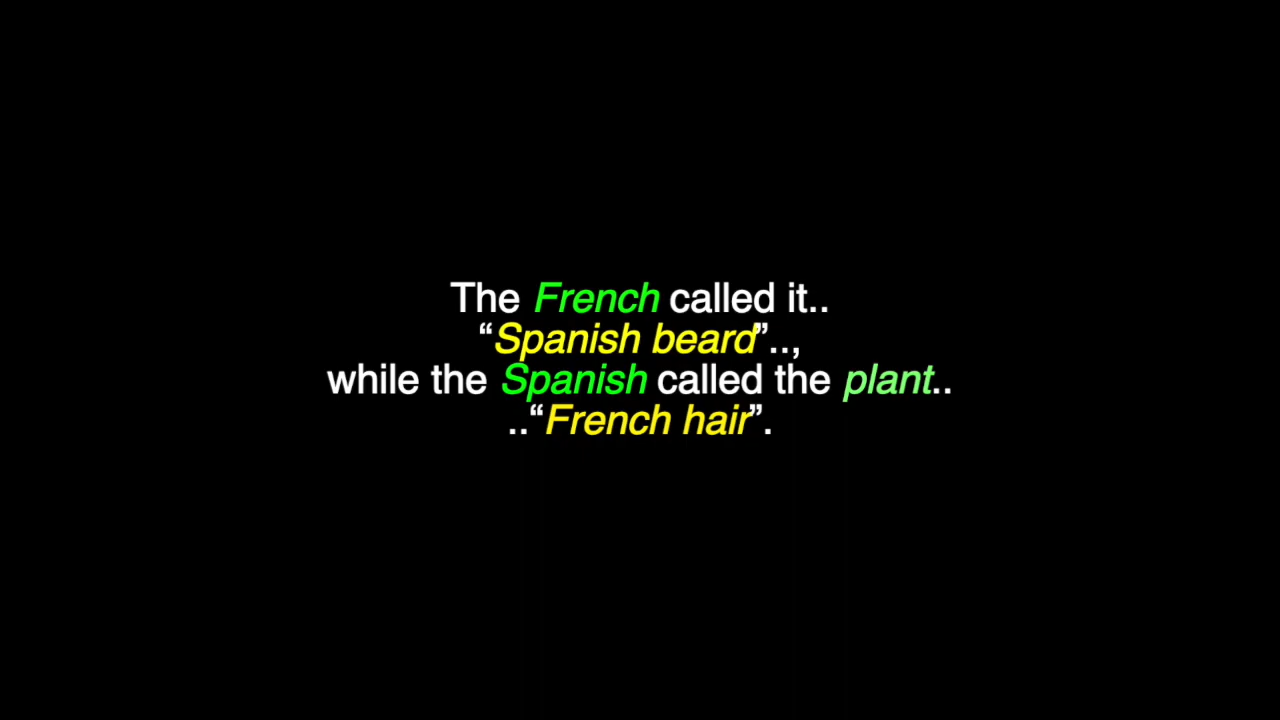 The French called it..
“Spanish beard”..,
while the Spanish called the plant..
..“French hair”.